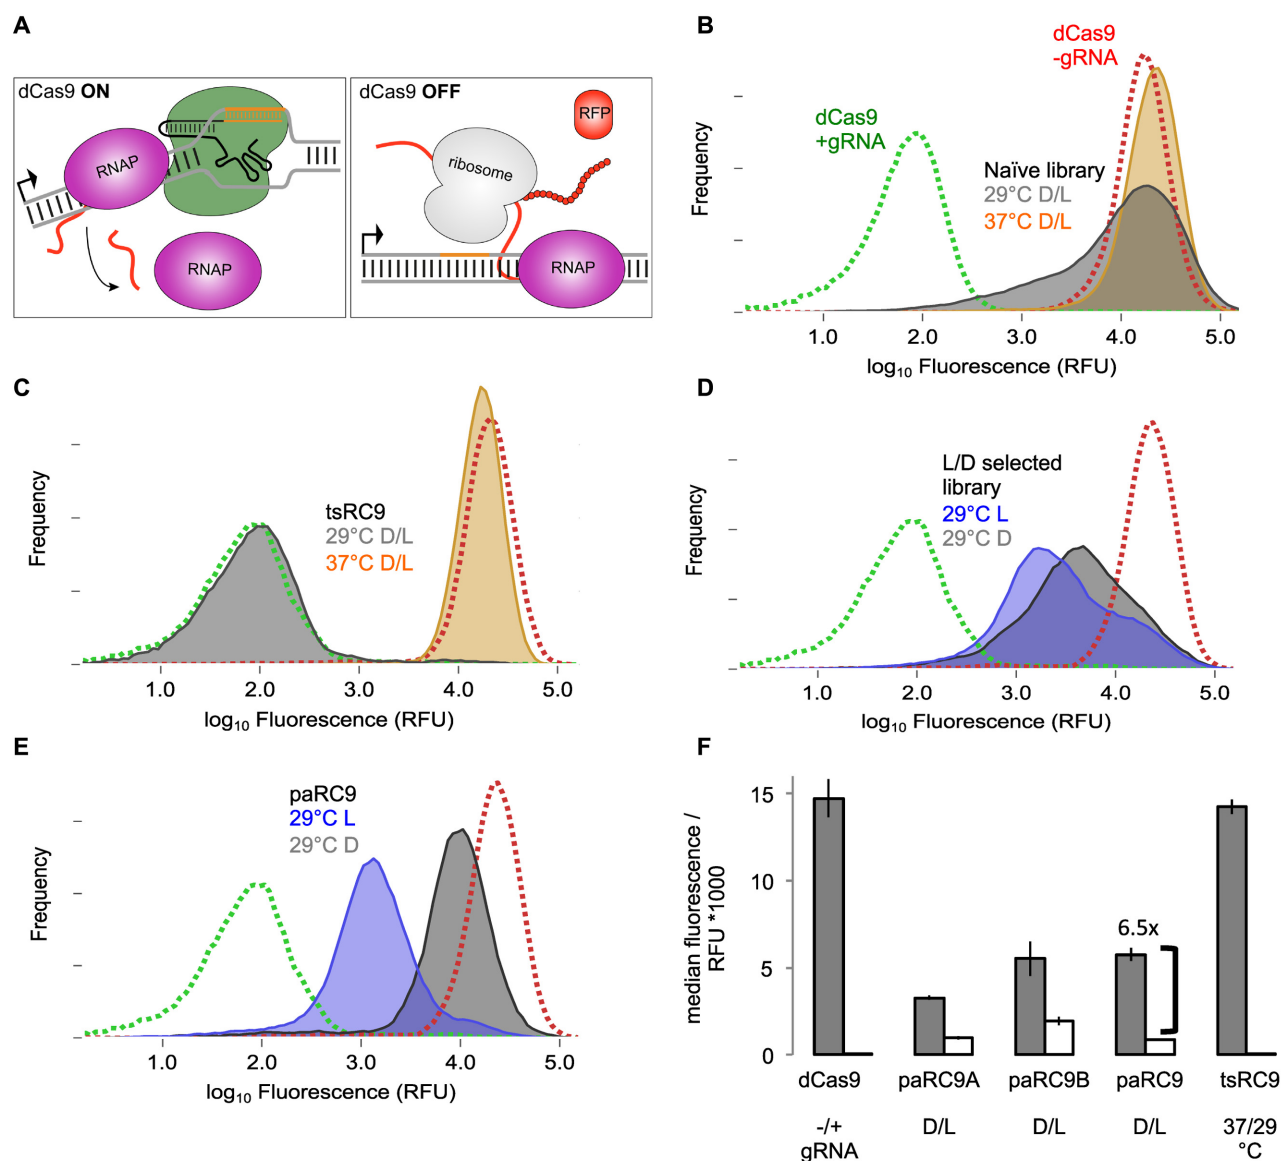 A
dCas9 ON
RNAP
RNAP
dCas9 OFF
RFP
ribosome
RNAP
B
dCas9
-gRNA
dCas9
+gRNA
Naïve library
29°C D/L
37°C D/L
Frequency
1.0 2.0 3.0 4.0 5.0
log10 Fluorescence (RFU)
C
tsRC9
29°C D/L
37°C D/L
Frequency
1.0 2.0 3.0 4.0 5.0
log10 Fluorescence (RFU)
D
L/D selected
library
29°C L
29°C D
Frequency
1.0 2.0 3.0 4.0 5.0
log10 Fluorescence (RFU)
E
paRC9
29°C L
29°C D
Frequency
1.0 2.0 3.0 4.0 5.0
log10 Fluorescence (RFU)
F
median fluorescence /
RFU *1000
15
10
5
0
6.5x
dCas9 paRC9A paRC9B paRC9 tsRC9
-/+ D/L D/L D/L 37/29
gRNA °C